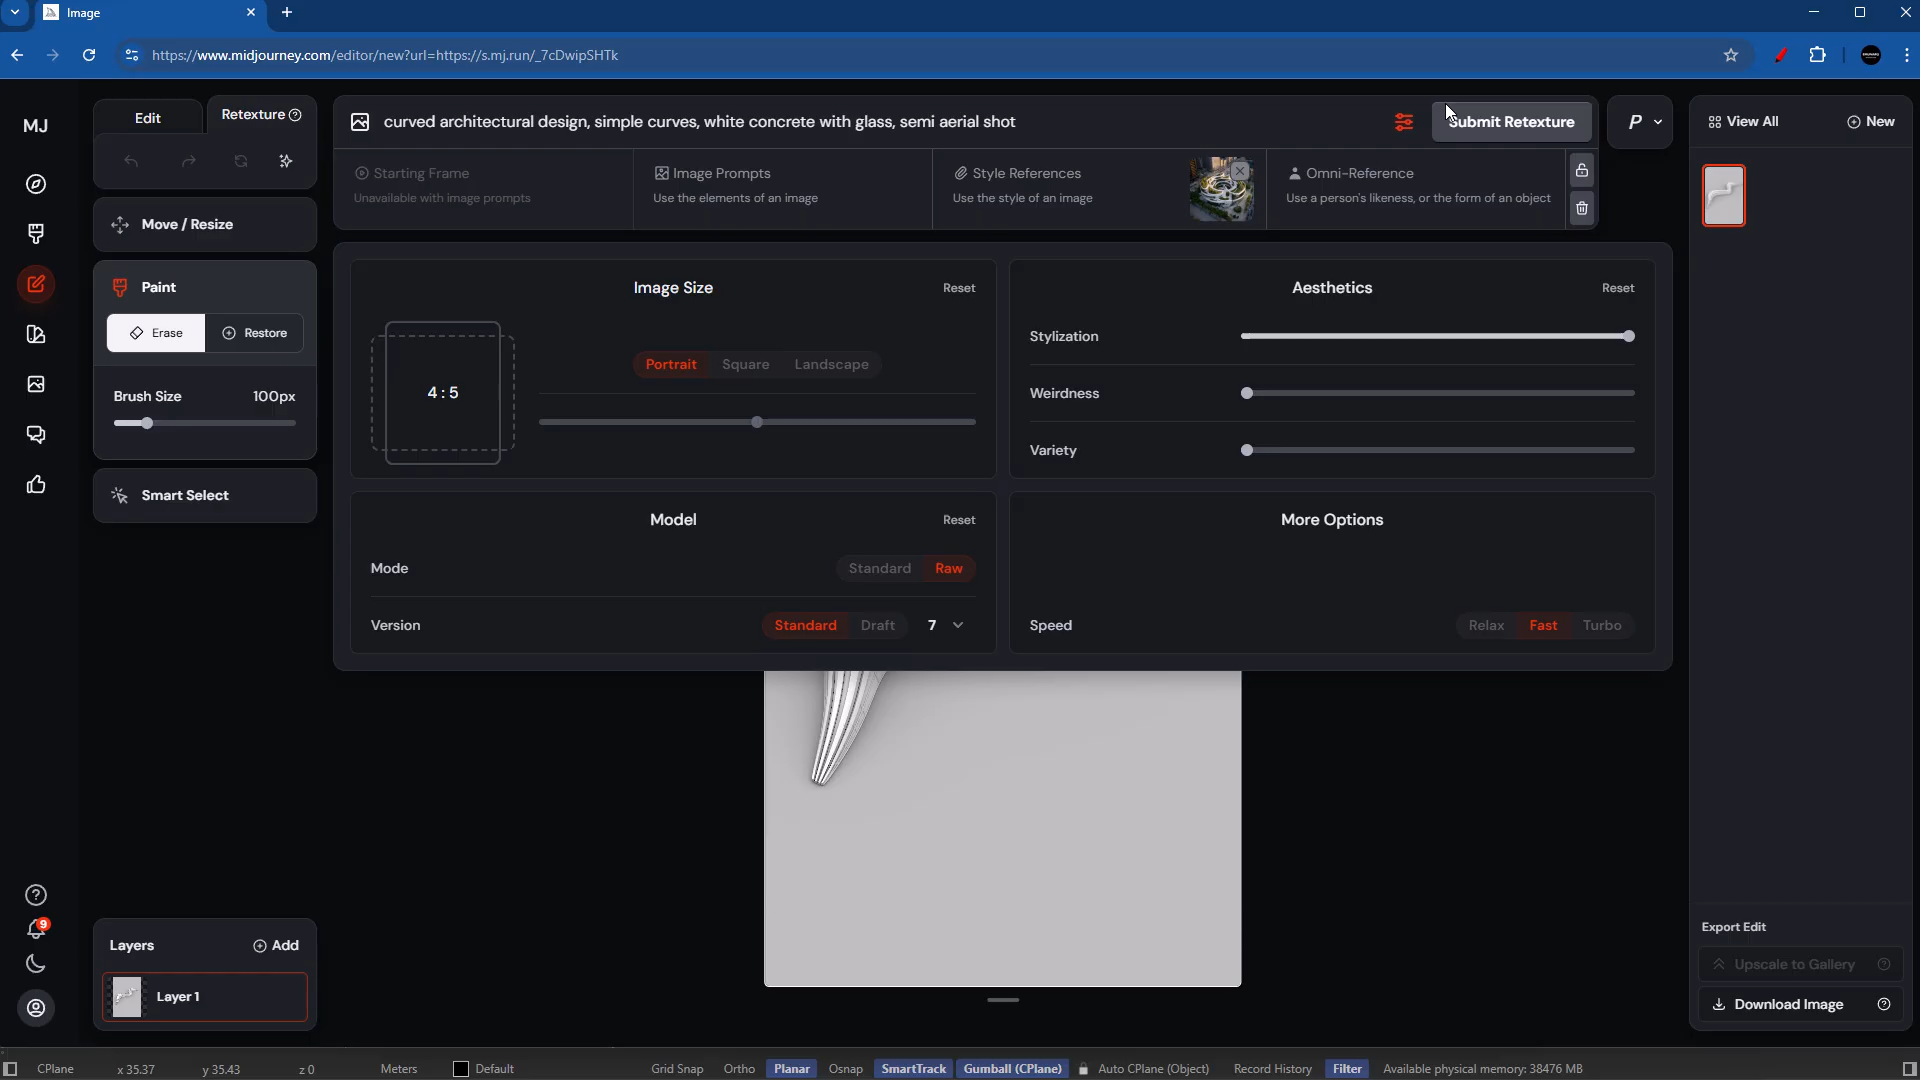 Image
https://www.midjourney.com/editor/new?url=https://s.mj.run/_7cDwipSHTk
MJ
Edit
Retexture
curved architectural design, simple curves, white concrete with glass, semi aerial shot
Submit Retexture
P
View All
New
Starting Frame
Unavailable with image prompts
Image Prompts
Use the elements of an image
Style References
Use the style of an image
Omni-Reference
Use a person's likeness, or the form of an object
Move / Resize
Paint
Erase
Restore
Brush Size
100px
Smart Select
Image Size
Reset
4 : 5
Portrait
Square
Landscape
Aesthetics
Reset
Stylization
Weirdness
Variety
Model
Reset
Mode
Standard
Raw
Version
Standard
Draft
7
More Options
Speed
Relax
Fast
Turbo
9
Layers
Add
Layer 1
Export Edit
Upscale to Gallery
Download Image
CPlane
x 35.37
y 35.43
z 0
Meters
Default
Grid Snap
Ortho
Planar
Osnap
SmartTrack
Gumball (CPlane)
Auto CPlane (Object)
Record History
Filter
Available physical memory: 38476 MB